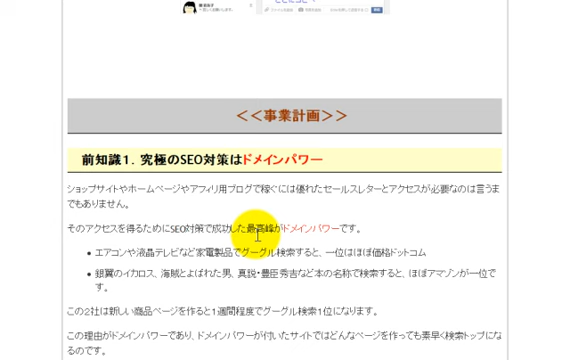 ＜＜事業計画＞＞
前知識１．究極のSEO対策はドメインパワー
ショップサイトやホームページやアフィリ用ブログで稼ぐには優れたセールスレターとアクセスが必要なのは言うま
でもありません。
そのアクセスを得るためにSEO対策で成功した最高峰がドメインパワーです。
• エアコンや液晶テレビなど家電製品でグーグル検索すると、一位はほぼ価格ドットコム
• 銀翼のイカロス、海賊とよばれた男、真説・豊臣秀吉など本の名称で検索すると、ほぼアマゾンが一位で
す。
この２社は新しい商品ページを作ると１週間程度でグーグル検索１位になります。
この理由がドメインパワーであり、ドメインパワーが付いたサイトではどんなページを作っても素早く検索トップにな
るのです。